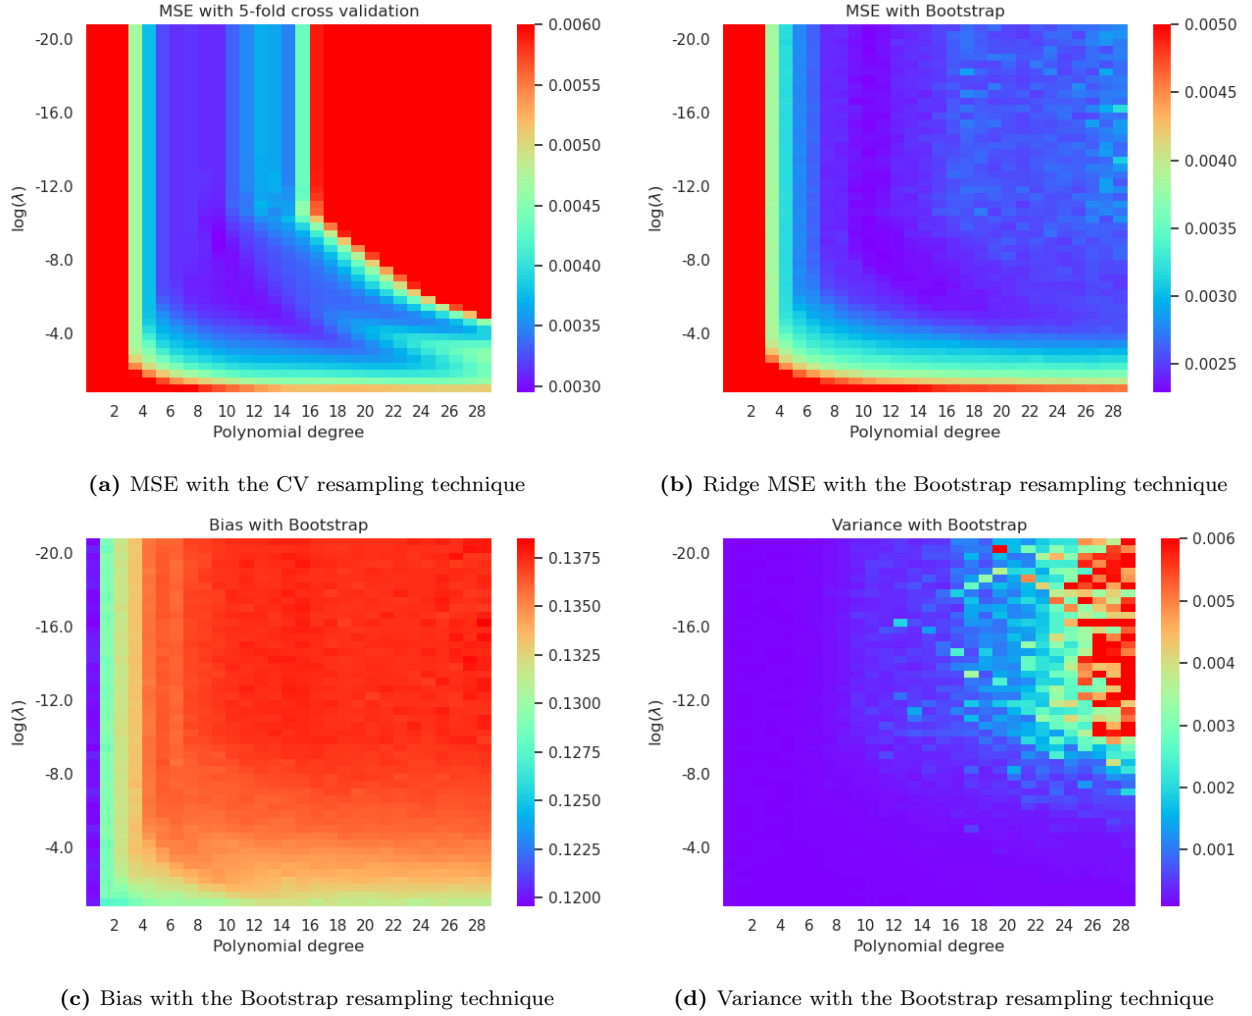 MSE with 5-fold cross validation
-20.0
-16.0
-12.0
-8.0
-4.0
log(λ)
2 4 6 8 10 12 14 16 18 20 22 24 26 28
Polynomial degree
0.0060
0.0055
0.0050
0.0045
0.0040
0.0035
0.0030
MSE with Bootstrap
-20.0
-16.0
-12.0
-8.0
-4.0
log(λ)
2 4 6 8 10 12 14 16 18 20 22 24 26 28
Polynomial degree
0.0050
0.0045
0.0040
0.0035
0.0030
0.0025
(a) MSE with the CV resampling technique
(b) Ridge MSE with the Bootstrap resampling technique
Bias with Bootstrap
-20.0
-16.0
-12.0
-8.0
-4.0
log(λ)
2 4 6 8 10 12 14 16 18 20 22 24 26 28
Polynomial degree
0.1375
0.1350
0.1325
0.1300
0.1275
0.1250
0.1225
0.1200
Variance with Bootstrap
-20.0
-16.0
-12.0
-8.0
-4.0
log(λ)
2 4 6 8 10 12 14 16 18 20 22 24 26 28
Polynomial degree
0.006
0.005
0.004
0.003
0.002
0.001
(c) Bias with the Bootstrap resampling technique
(d) Variance with the Bootstrap resampling technique